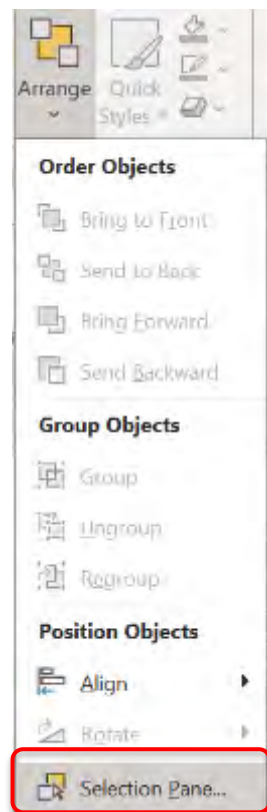 Arrange
Quick
Styles
Order Objects
Bring to Front
Send to Back
Bring Forward
Send Backward
Group Objects
Group
Ungroup
Regroup
Position Objects
Align
Rotate
Selection Pane...